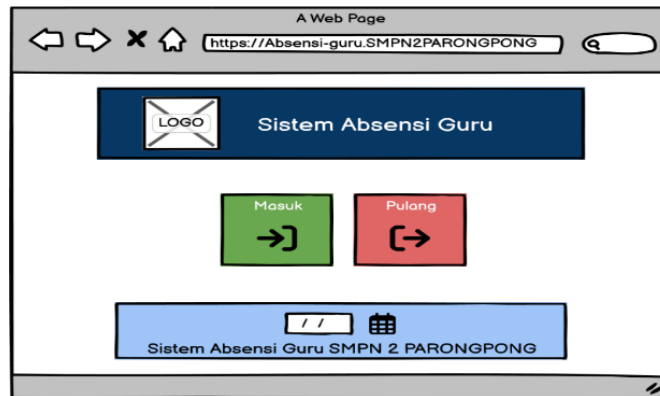 A Web Page
https://Absensi-guru.SMPN2PARONGPONG
LOGO
Sistem Absensi Guru
Masuk
Pulang
/ /
Sistem Absensi Guru SMPN 2 PARONGPONG